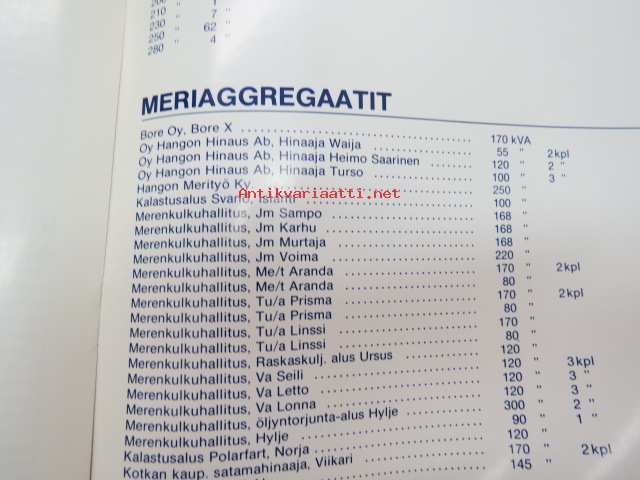 200 " 1
210 " 7 "
230 " 62 "
250 " 4 "
280
MERIAGGREGAATIT
Bore Oy, Bore X 170 kVA
Oy Hangon Hinaus Ab, Hinaaja Waija 55 " 2kpl
Oy Hangon Hinaus Ab, Hinaaja Heimo Saarinen 120 " 2 "
Oy Hangon Hinaus Ab, Hinaaja Turso 100 " 3 "
Hangon Merityö Ky 250 "
Antikvariaatti.net
Kalastusalus Svanu, Islanti 100 "
Merenkulkuhallitus, Jm Sampo 168 "
Merenkulkuhallitus, Jm Karhu 168 "
Merenkulkuhallitus, Jm Murtaja 168 "
Merenkulkuhallitus, Jm Voima 220 "
Merenkulkuhallitus, Me/t Aranda 170 " 2kpl
Merenkulkuhallitus, Me/t Aranda 80 "
Merenkulkuhallitus, Tu/a Prisma 170 " 2kpl
Merenkulkuhallitus, Tu/a Prisma 80 "
Merenkulkuhallitus, Tu/a Linssi 170 "
Merenkulkuhallitus, Tu/a Linssi 80 "
Merenkulkuhallitus, Raskaskulj. alus Ursus 120 "
Merenkulkuhallitus, Va Seili 120 " 3kpl
Merenkulkuhallitus, Va Letto 120 " 3 "
Merenkulkuhallitus, Va Lonna 120 " 3 "
Merenkulkuhallitus, öljyntorjunta-alus Hylje 300 " 2 "
Merenkulkuhallitus, Hylje 90 " 1 "
Kalastusalus Polarfart, Norja 120 "
Kotkan kaup. satamahinaaja, Viikari 170 " 2kpl
145 "